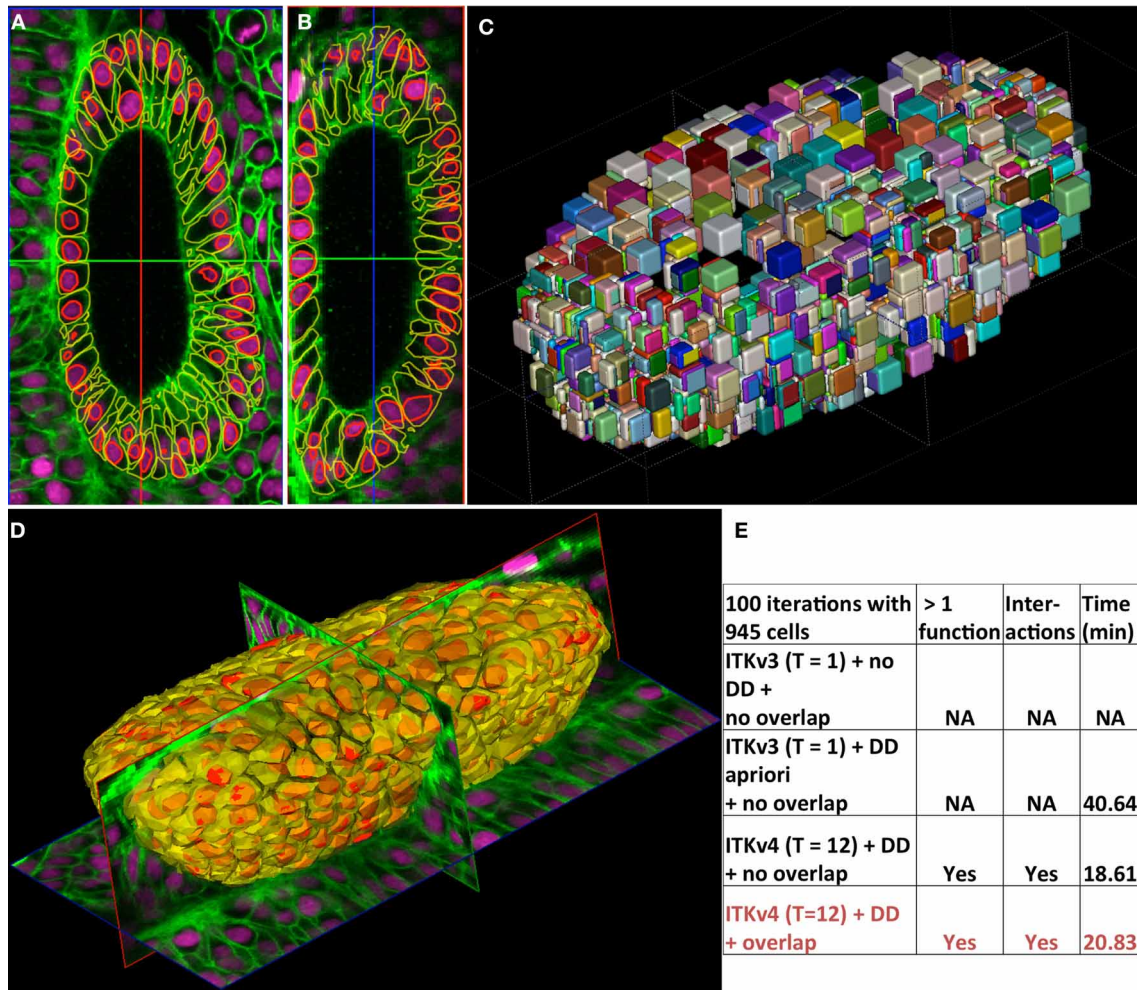 A
B
C
D
E
100 iterations with
945 cells
> 1
function
Inter-
actions
Time
(min)
ITKv3 (T = 1) + no
DD +
no overlap
NA
NA
NA
ITKv3 (T = 1) + DD
apriori
+ no overlap
NA
NA
40.64
ITKv4 (T = 12) + DD
+ no overlap
Yes
Yes
18.61
ITKv4 (T=12) + DD
+ overlap
Yes
Yes
20.83